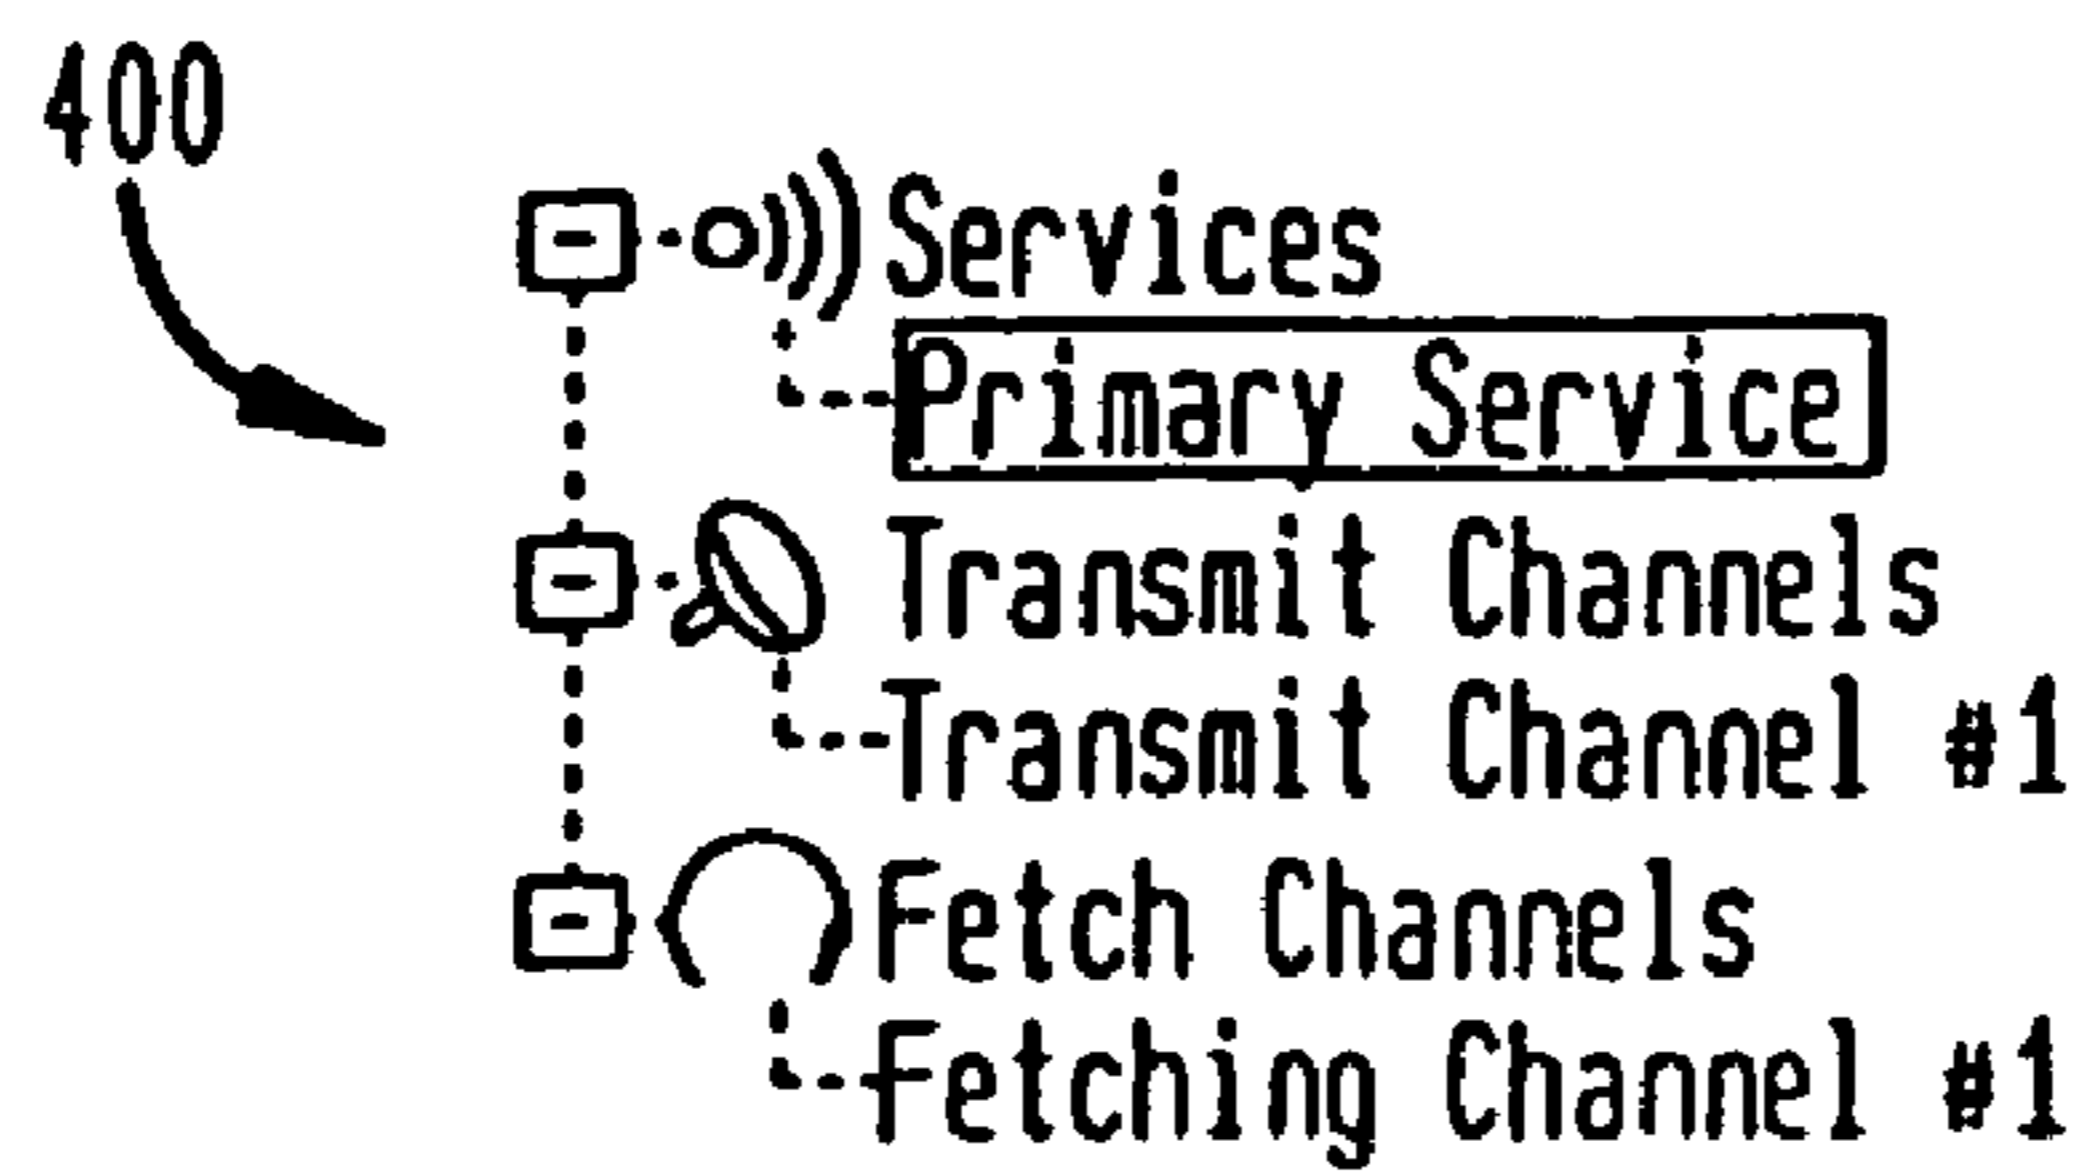 400
Services
Primary Service
Transmit Channels
Transmit Channel #1
Fetch Channels
Fetching Channel #1